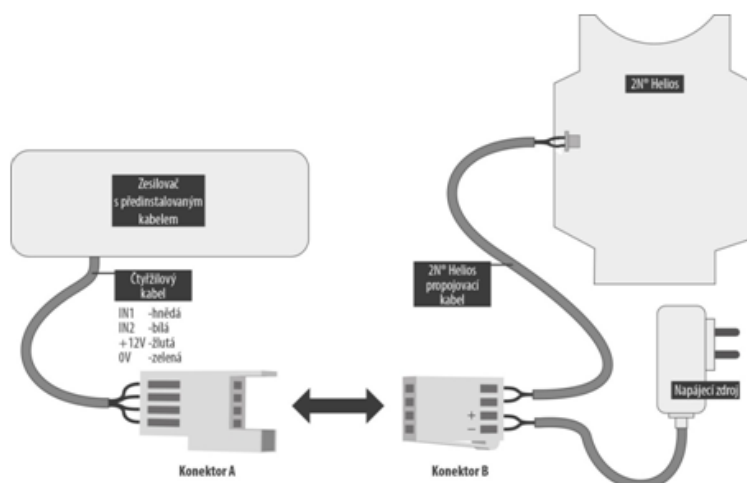 2N® Helios
Zesilovač
s předinstalovaným
kabelem
Čtyřžilový
kabel
IN1 -hnědá
IN2 -bílá
+12V -žlutá
0V -zelená
2N® Helios
propojovací
kabel
Napájecí zdroj
+
−
Konektor A
Konektor B